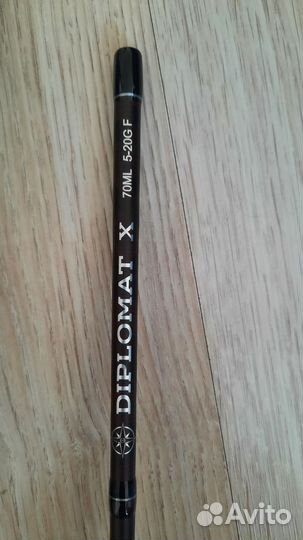 DIPLOMAT X 70ML 5-20G F
Avito